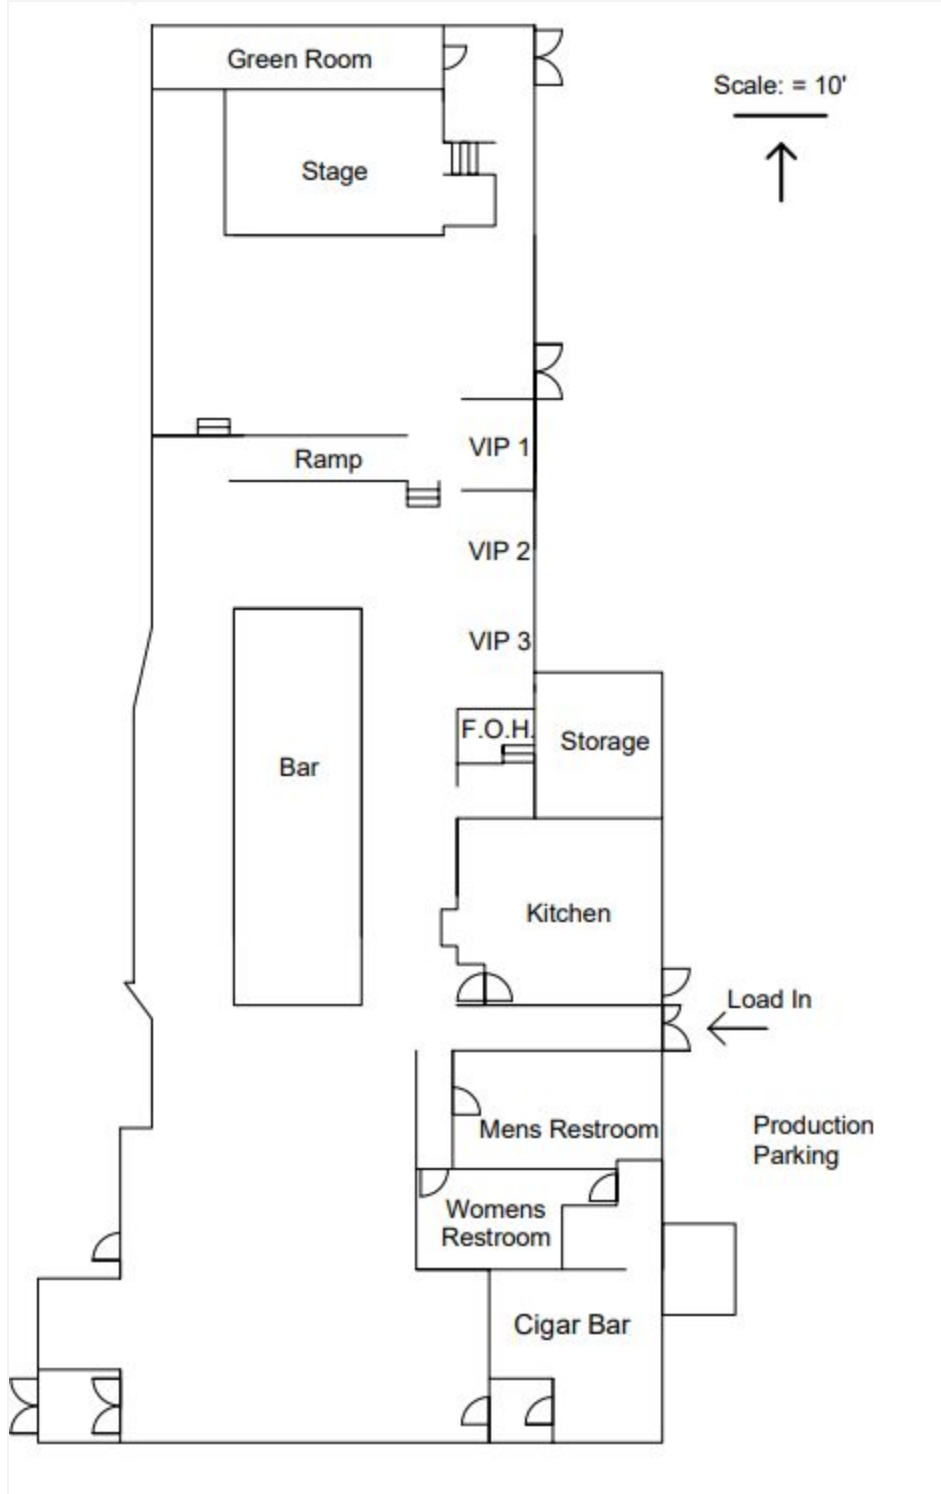 Green Room
Scale: = 10'
Stage
VIP 1
Ramp
VIP 2
VIP 3
F.O.H.
Storage
Bar
Kitchen
Load In
Mens Restroom
Production
Parking
Womens
Restroom
Cigar Bar